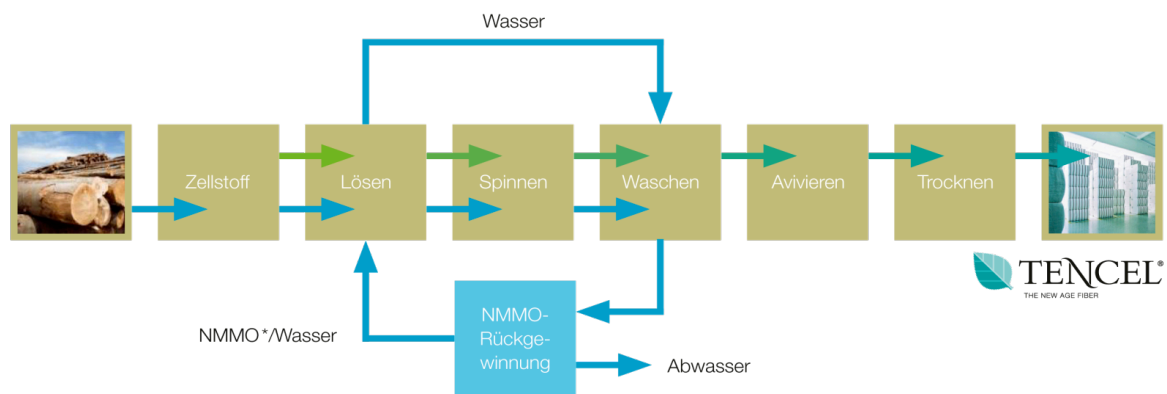 Wasser
Zellstoff
Lösen
Spinnen
Waschen
Avivieren
Trocknen
TENCEL®
THE NEW AGE FIBER
NMMO*/Wasser
NMMO-
Rückge-
winnung
Abwasser